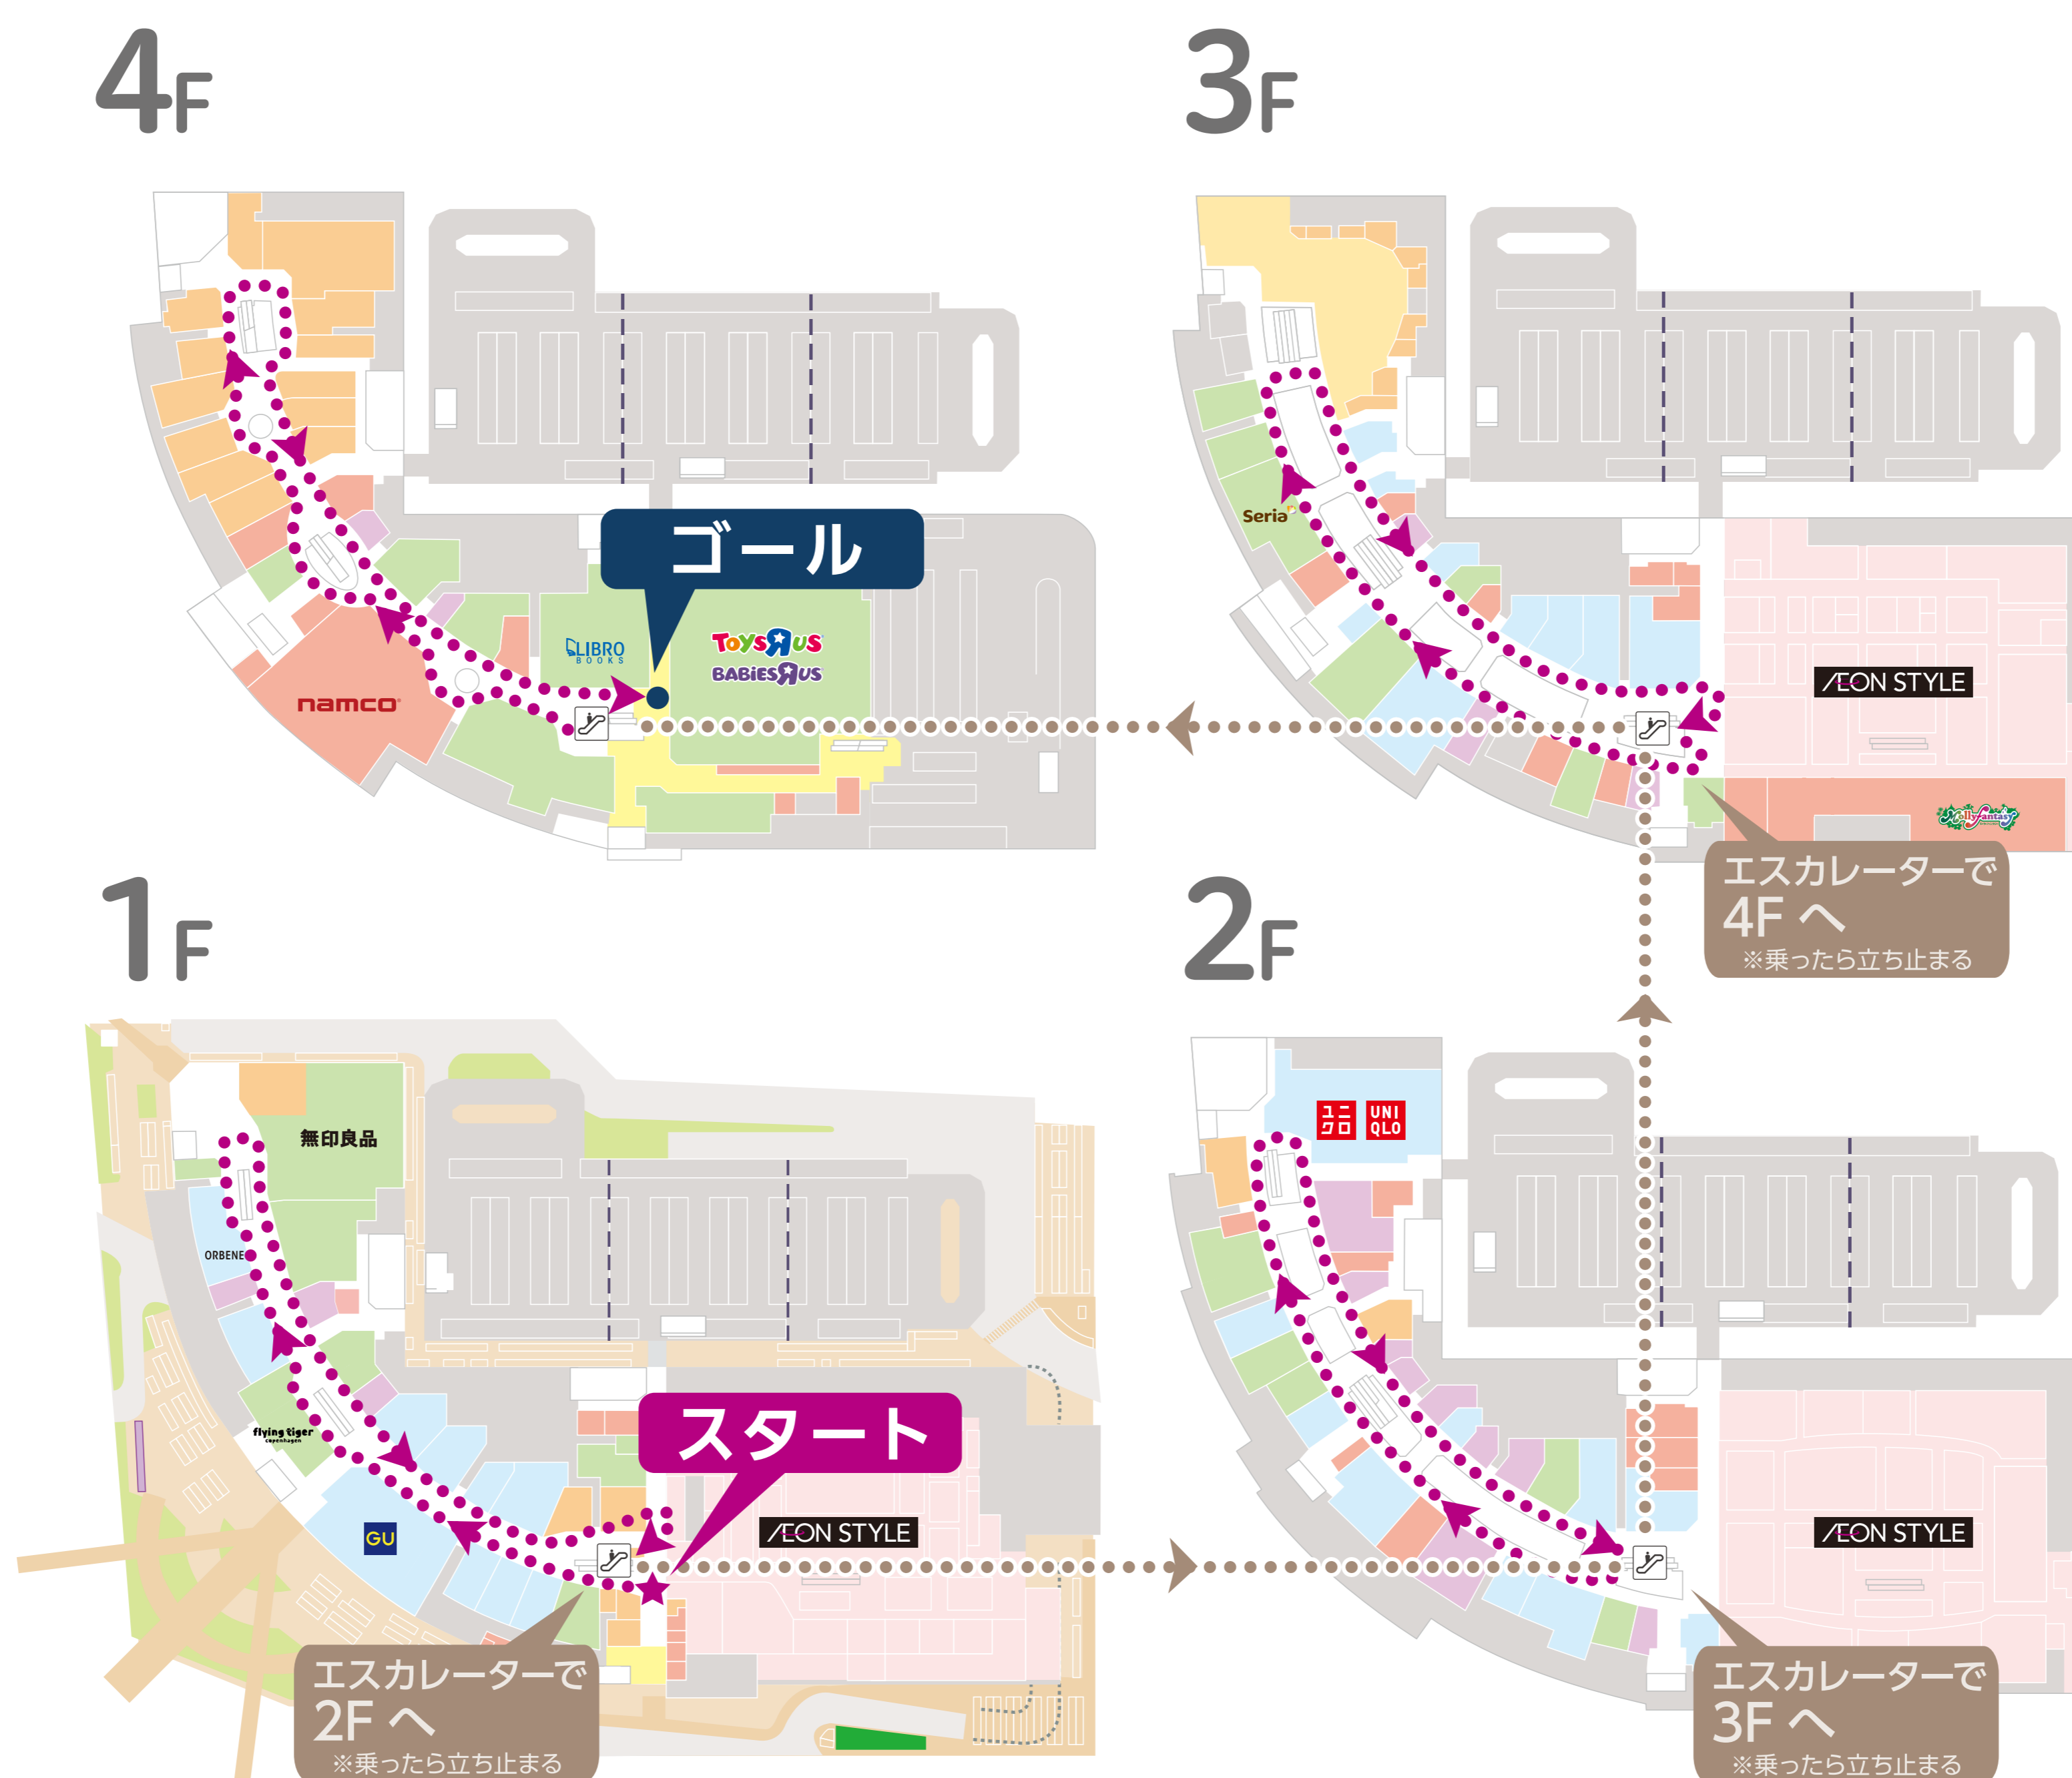 4F
ゴール
LIBRO
BOOKS
TOYSRUS
BABIESRUS
namco
3F
Seria
ÆON STYLE
Mollyfantasy
エスカレーターで
4F へ
※乗ったら立ち止まる
1F
無印良品
ORBENE
flying tiger
copenhagen
GU
スタート
ÆON STYLE
エスカレーターで
2F へ
※乗ったら立ち止まる
2F
ユニ
クロ
UNI
QLO
ÆON STYLE
エスカレーターで
3F へ
※乗ったら立ち止まる